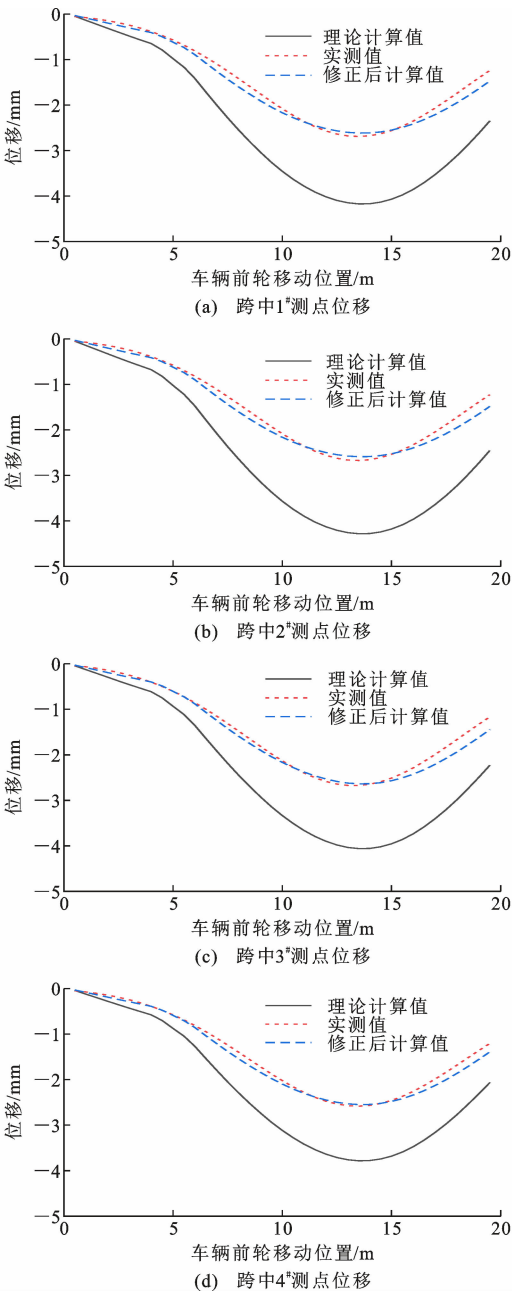 0
−1
−2
−3
−4
−5
位移/mm
理论计算值
实测值
修正后计算值
0 5 10 15 20
车辆前轮移动位置/m
(a) 跨中1#测点位移
0
−1
−2
−3
−4
−5
位移/mm
理论计算值
实测值
修正后计算值
0 5 10 15 20
车辆前轮移动位置/m
(b) 跨中2#测点位移
0
−1
−2
−3
−4
−5
位移/mm
理论计算值
实测值
修正后计算值
0 5 10 15 20
车辆前轮移动位置/m
(c) 跨中3#测点位移
0
−1
−2
−3
−4
−5
位移/mm
理论计算值
实测值
修正后计算值
0 5 10 15 20
车辆前轮移动位置/m
(d) 跨中4#测点位移